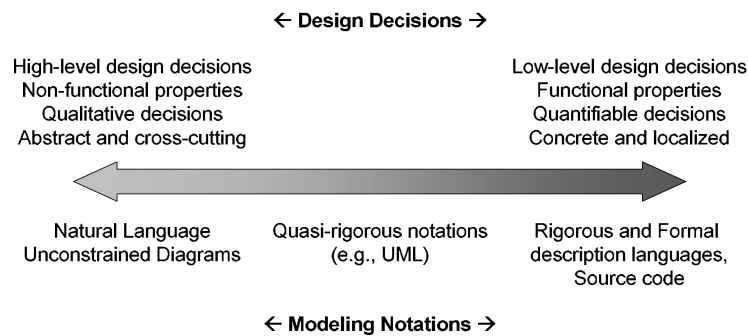 ← Design Decisions →
High-level design decisions
Non-functional properties
Qualitative decisions
Abstract and cross-cutting
Low-level design decisions
Functional properties
Quantifiable decisions
Concrete and localized
Natural Language
Unconstrained Diagrams
Quasi-rigorous notations
(e.g., UML)
Rigorous and Formal
description languages,
Source code
← Modeling Notations →